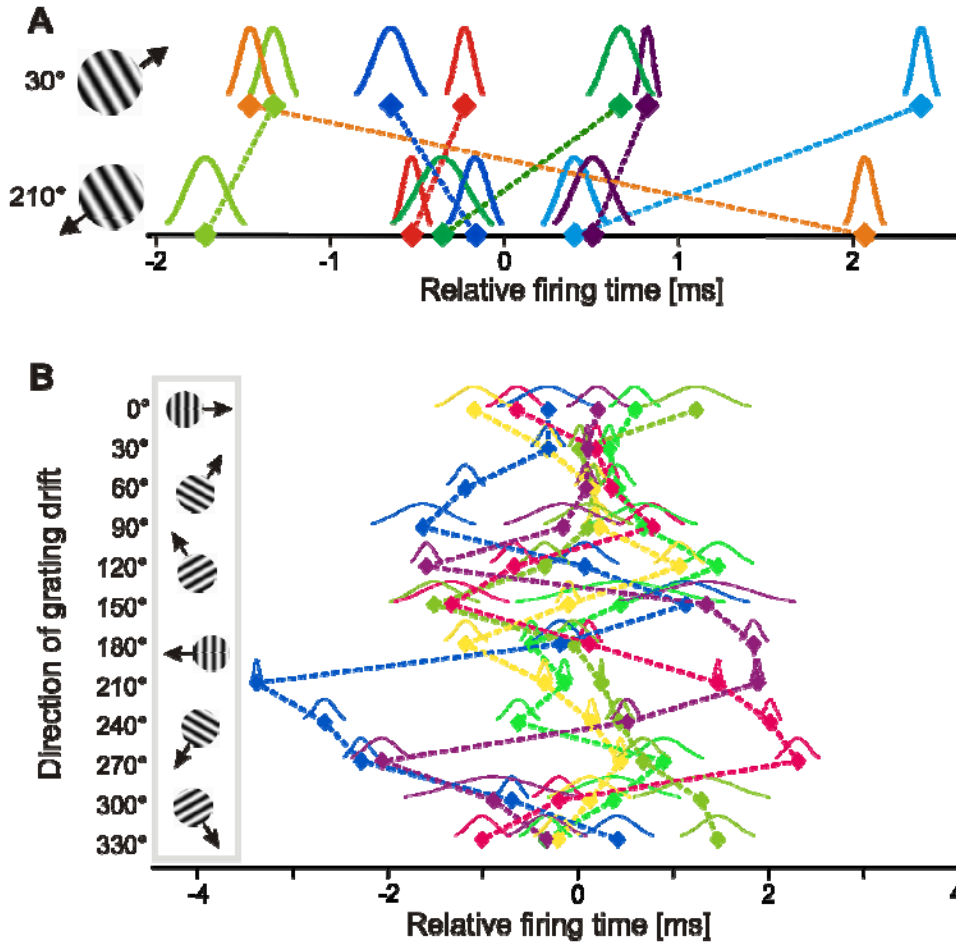 A
30°
210°
-2 -1 0 1 2
Relative firing time [ms]
B
Direction of grating drift
0°
30°
60°
90°
120°
150°
180°
210°
240°
270°
300°
330°
-4 -2 0 2 4
Relative firing time [ms]